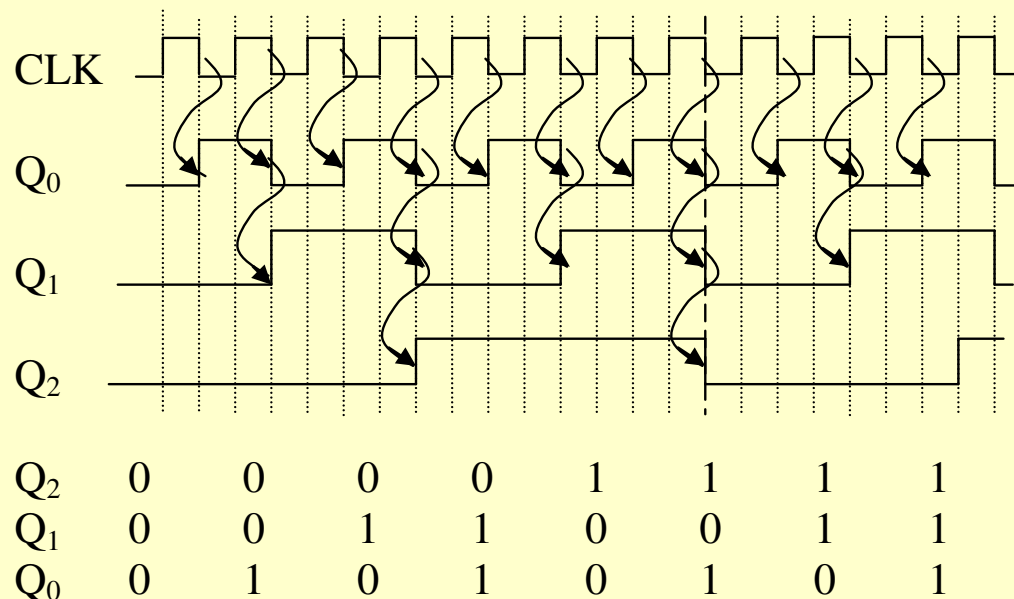 CLK
Q₀
Q₁
Q₂
Q₂ 0 0 0 0 1 1 1 1
Q₁ 0 0 1 1 0 0 1 1
Q₀ 0 1 0 1 0 1 0 1